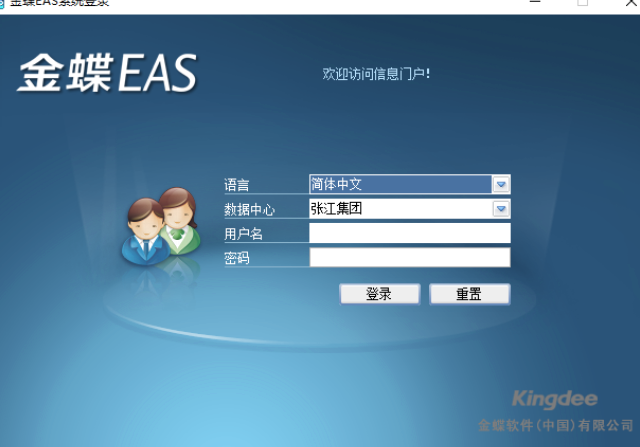 金蝶EAS系统登录
金蝶EAS
欢迎访问信息门户!
语言 简体中文
数据中心 张江集团
用户名
密码
登录 重置
Kingdee
金蝶软件(中国)有限公司